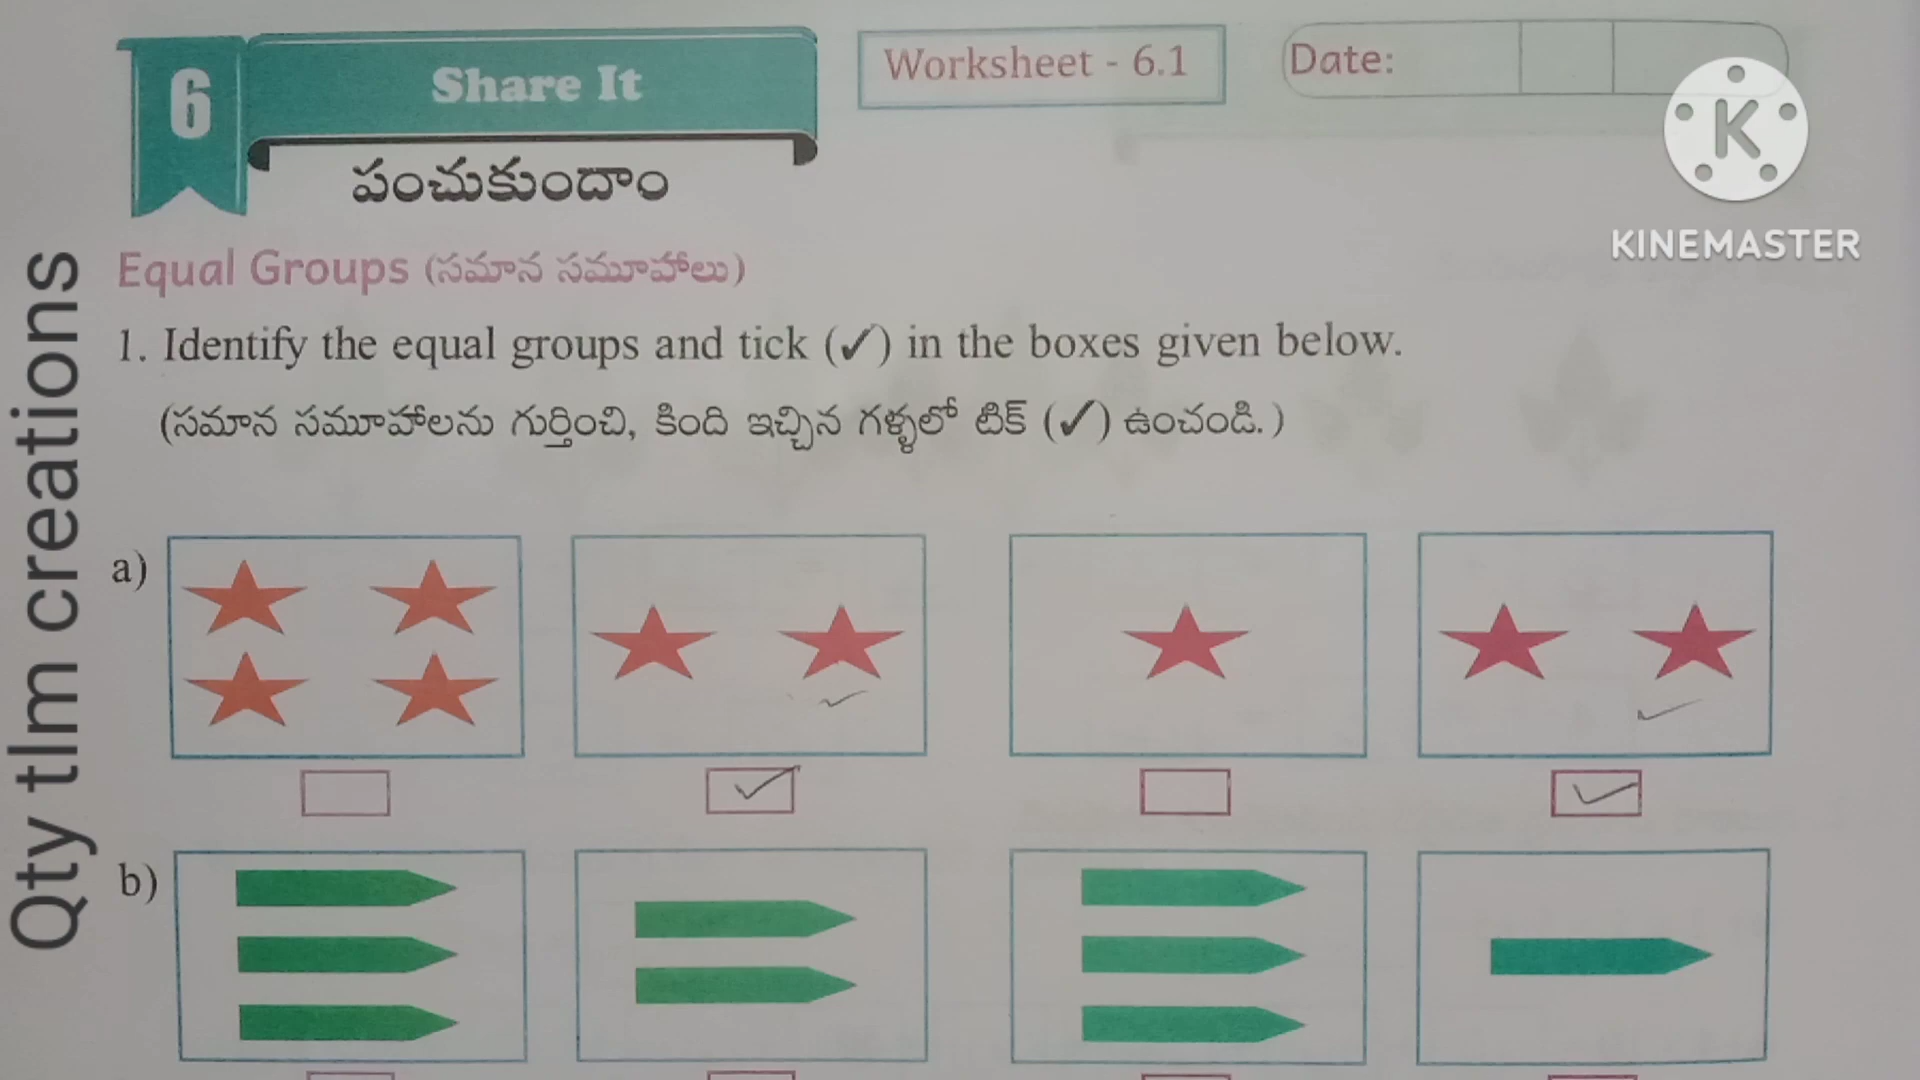 6
Share It
పంచుకుందాం
Worksheet - 6.1
Date:
K
KINEMASTER
Qty tlm creations
Equal Groups (సమాన సమూహాలు)
1. Identify the equal groups and tick (✓) in the boxes given below.
(సమాన సమూహాలను గుర్తించి, కింది ఇచ్చిన గళ్ళలో టిక్ (✓) ఉంచండి.)
a)
b)